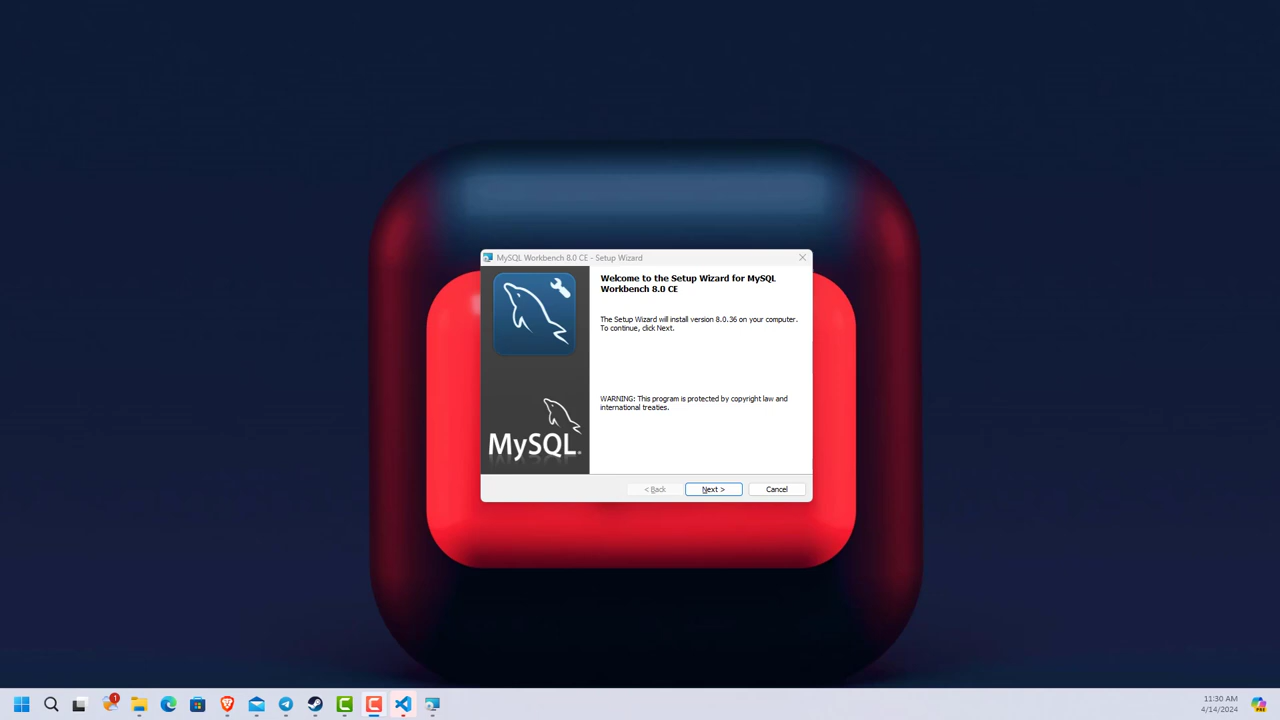 MySQL Workbench 8.0 CE - Setup Wizard
Welcome to the Setup Wizard for MySQL
Workbench 8.0 CE
The Setup Wizard will install version 8.0.36 on your computer.
To continue, click Next.
WARNING: This program is protected by copyright law and
international treaties.
MySQL®
< Back
Next >
Cancel
1
11:30 AM
4/14/2024
PRE